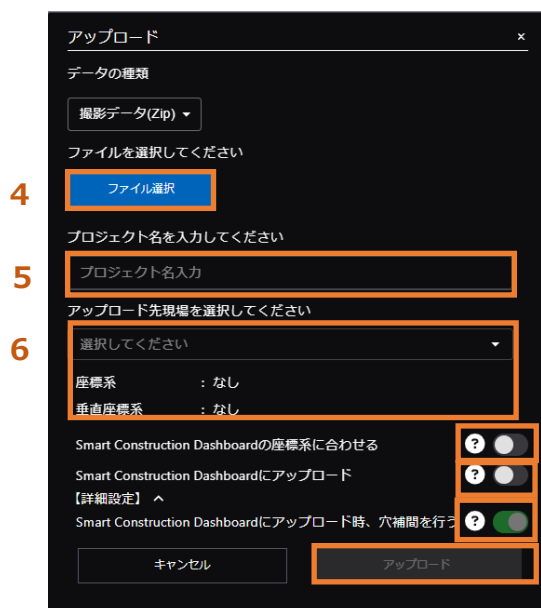 アップロード ×
データの種類
撮影データ(Zip)
ファイルを選択してください
4 ファイル選択
プロジェクト名を入力してください
5 プロジェクト名入力
アップロード先現場を選択してください
6 選択してください
座標系 : なし
垂直座標系 : なし
Smart Construction Dashboardの座標系に合わせる ?
Smart Construction Dashboardにアップロード ?
【詳細設定】
Smart Construction Dashboardにアップロード時、穴補間を行う ?
キャンセル アップロード